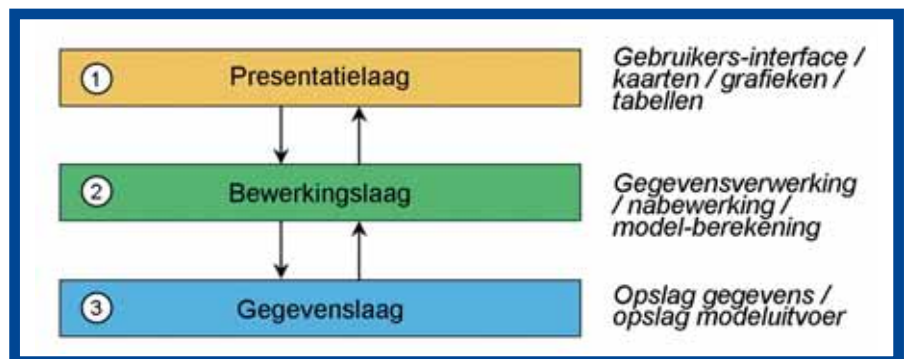 1 Presentatielaag
Gebruikers-interface /
kaarten / grafieken /
tabellen
2 Bewerkingslaag
Gegevensverwerking
/ nabewerking /
model-berekening
3 Gegevenslaag
Opslag gegevens /
opslag modeluitvoer